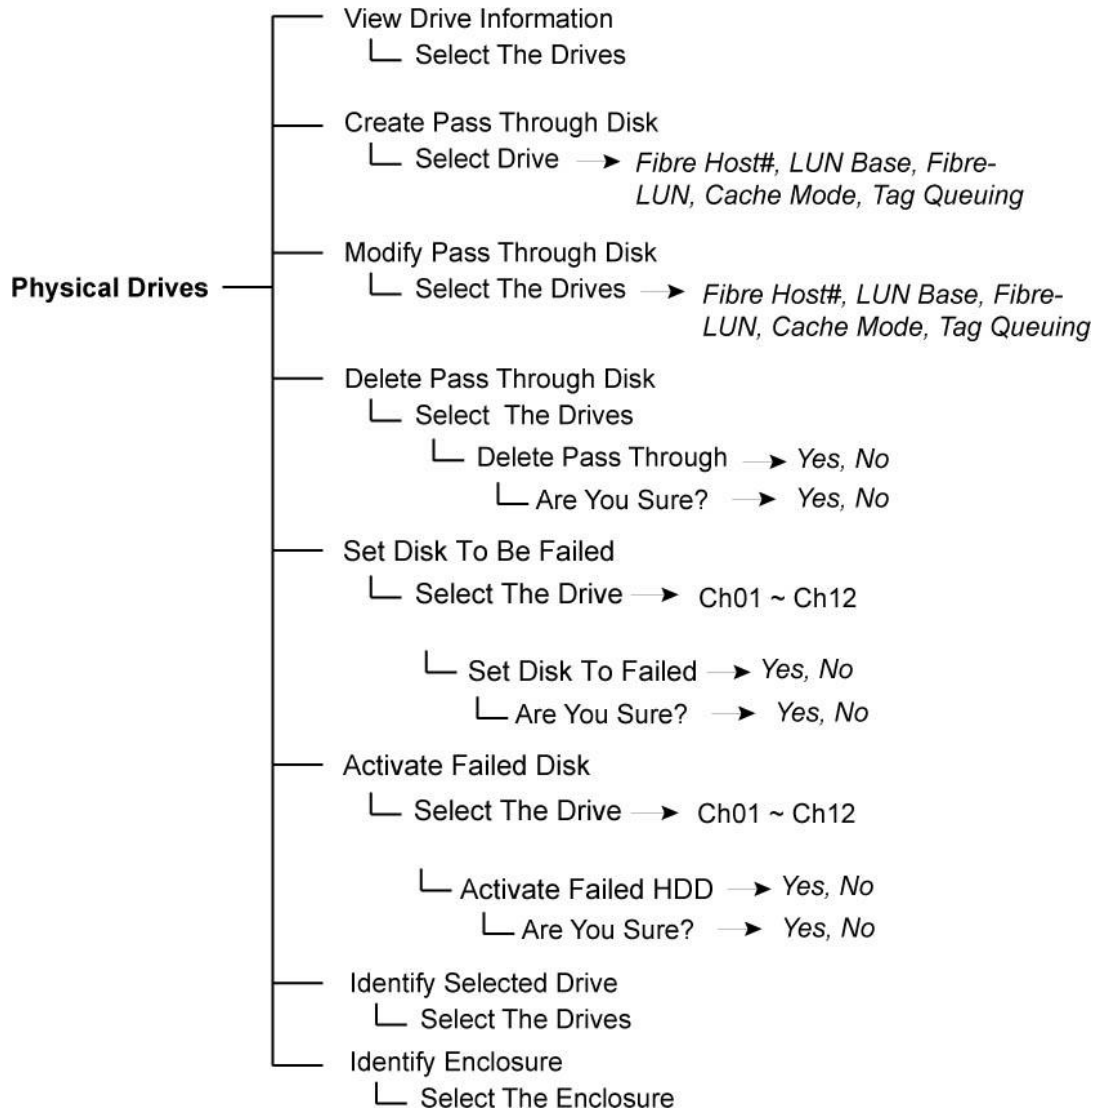 View Drive Information
Select The Drives
Create Pass Through Disk
Select Drive
Fibre Host#, LUN Base, Fibre-
LUN, Cache Mode, Tag Queuing
Modify Pass Through Disk
Physical Drives
Select The Drives
Fibre Host#, LUN Base, Fibre-
LUN, Cache Mode, Tag Queuing
Delete Pass Through Disk
Select The Drives
Delete Pass Through Yes, No
Are You Sure? Yes, No
Set Disk To Be Failed
Select The Drive Ch01 ~ Ch12
Set Disk To Failed Yes, No
Are You Sure? Yes, No
Activate Failed Disk
Select The Drive Ch01 ~ Ch12
Activate Failed HDD Yes, No
Are You Sure? Yes, No
Identify Selected Drive
Select The Drives
Identify Enclosure
Select The Enclosure